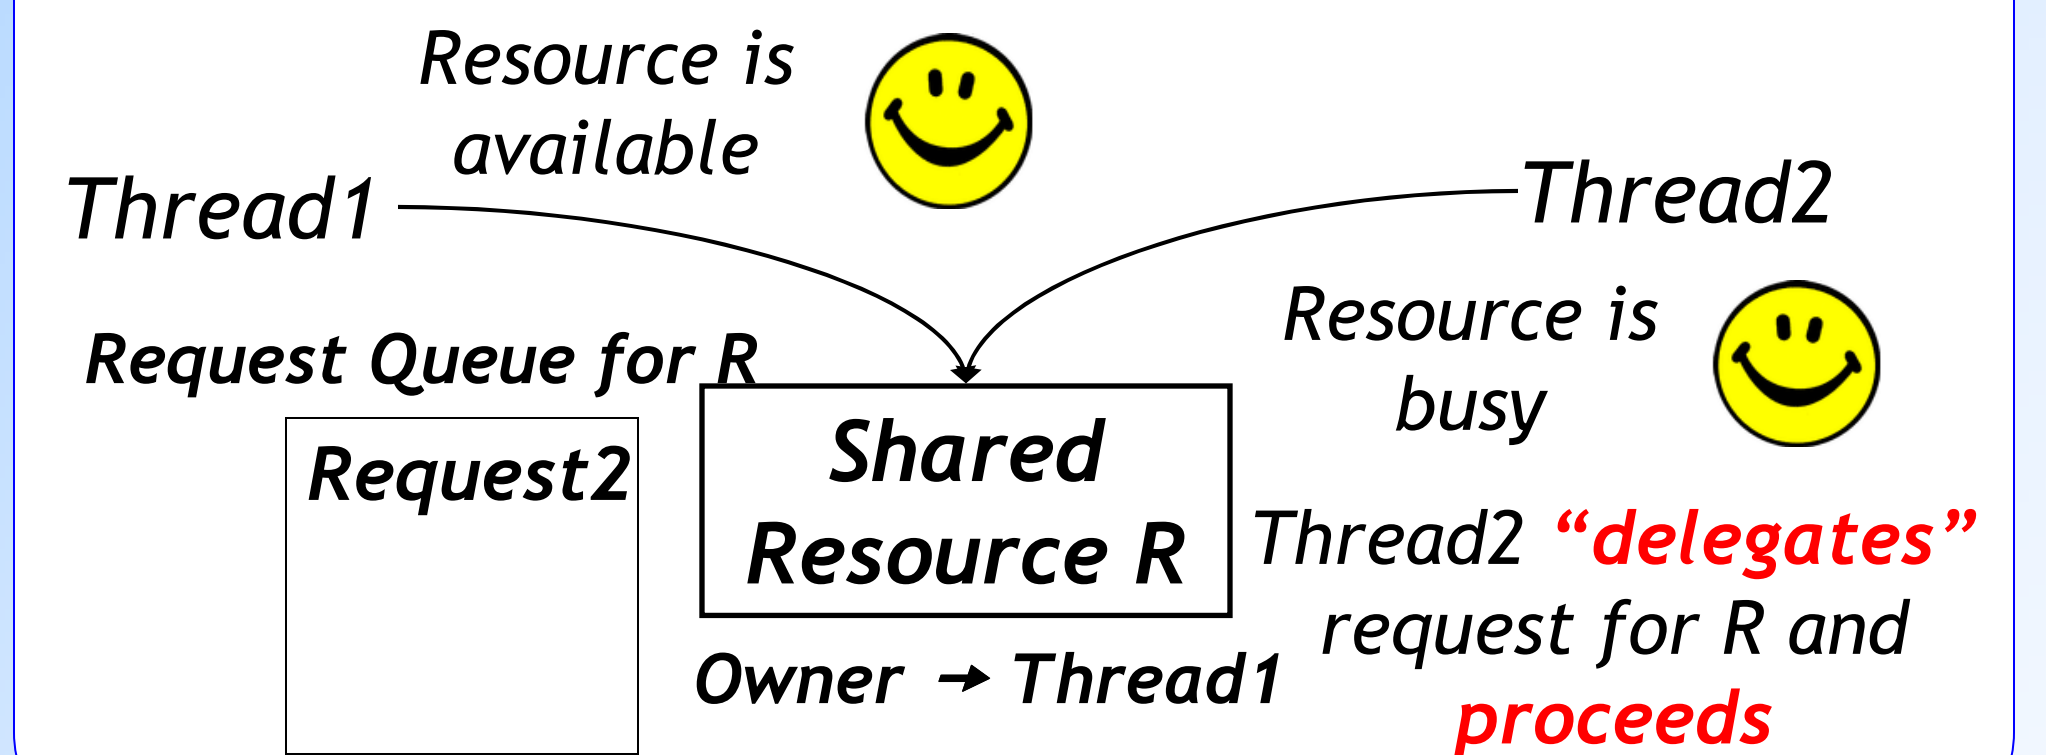 Resource is
available
Thread1
Thread2
Request Queue for R
Request2
Shared
Resource R
Owner → Thread1
Resource is
busy
Thread2 “delegates”
request for R and
proceeds